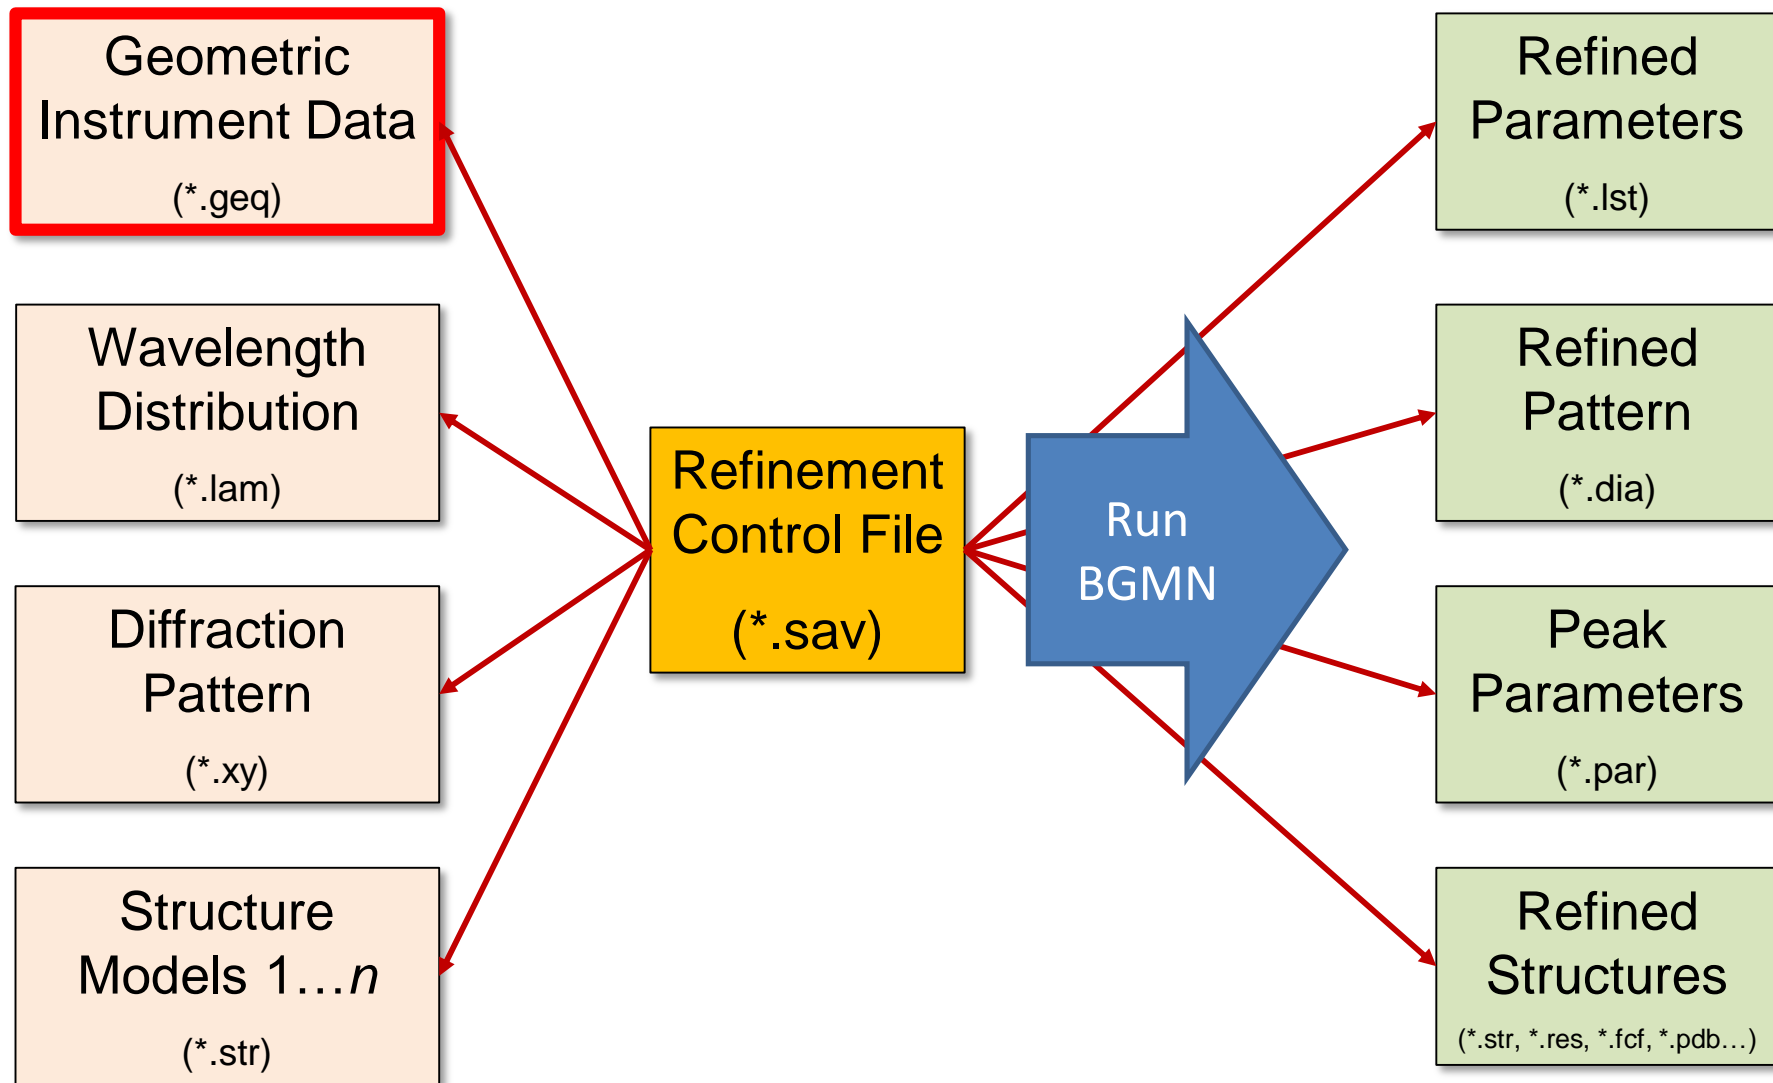 Geometric
Instrument Data
(*.geq)
Wavelength
Distribution
(*.lam)
Diffraction
Pattern
(*.xy)
Structure
Models 1…n
(*.str)
Refinement
Control File
(*.sav)
Run
BGMN
Refined
Parameters
(*.lst)
Refined
Pattern
(*.dia)
Peak
Parameters
(*.par)
Refined
Structures
(*.str, *.res, *.fcf, *.pdb…)